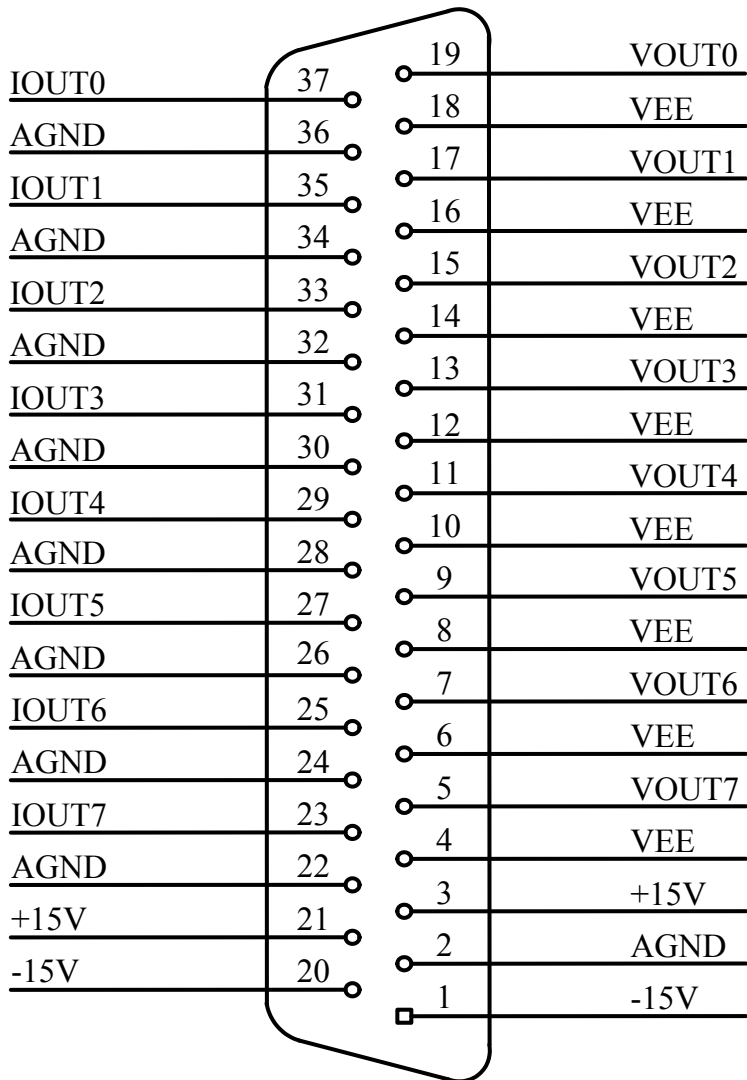 19 VOUT0
IOUT0 37
18 VEE
AGND 36
17 VOUT1
IOUT1 35
16 VEE
AGND 34
15 VOUT2
IOUT2 33
14 VEE
AGND 32
13 VOUT3
IOUT3 31
12 VEE
AGND 30
11 VOUT4
IOUT4 29
10 VEE
AGND 28
9 VOUT5
IOUT5 27
8 VEE
AGND 26
7 VOUT6
IOUT6 25
6 VEE
AGND 24
5 VOUT7
IOUT7 23
4 VEE
AGND 22
3 +15V
+15V 21
2 AGND
-15V 20
1 -15V